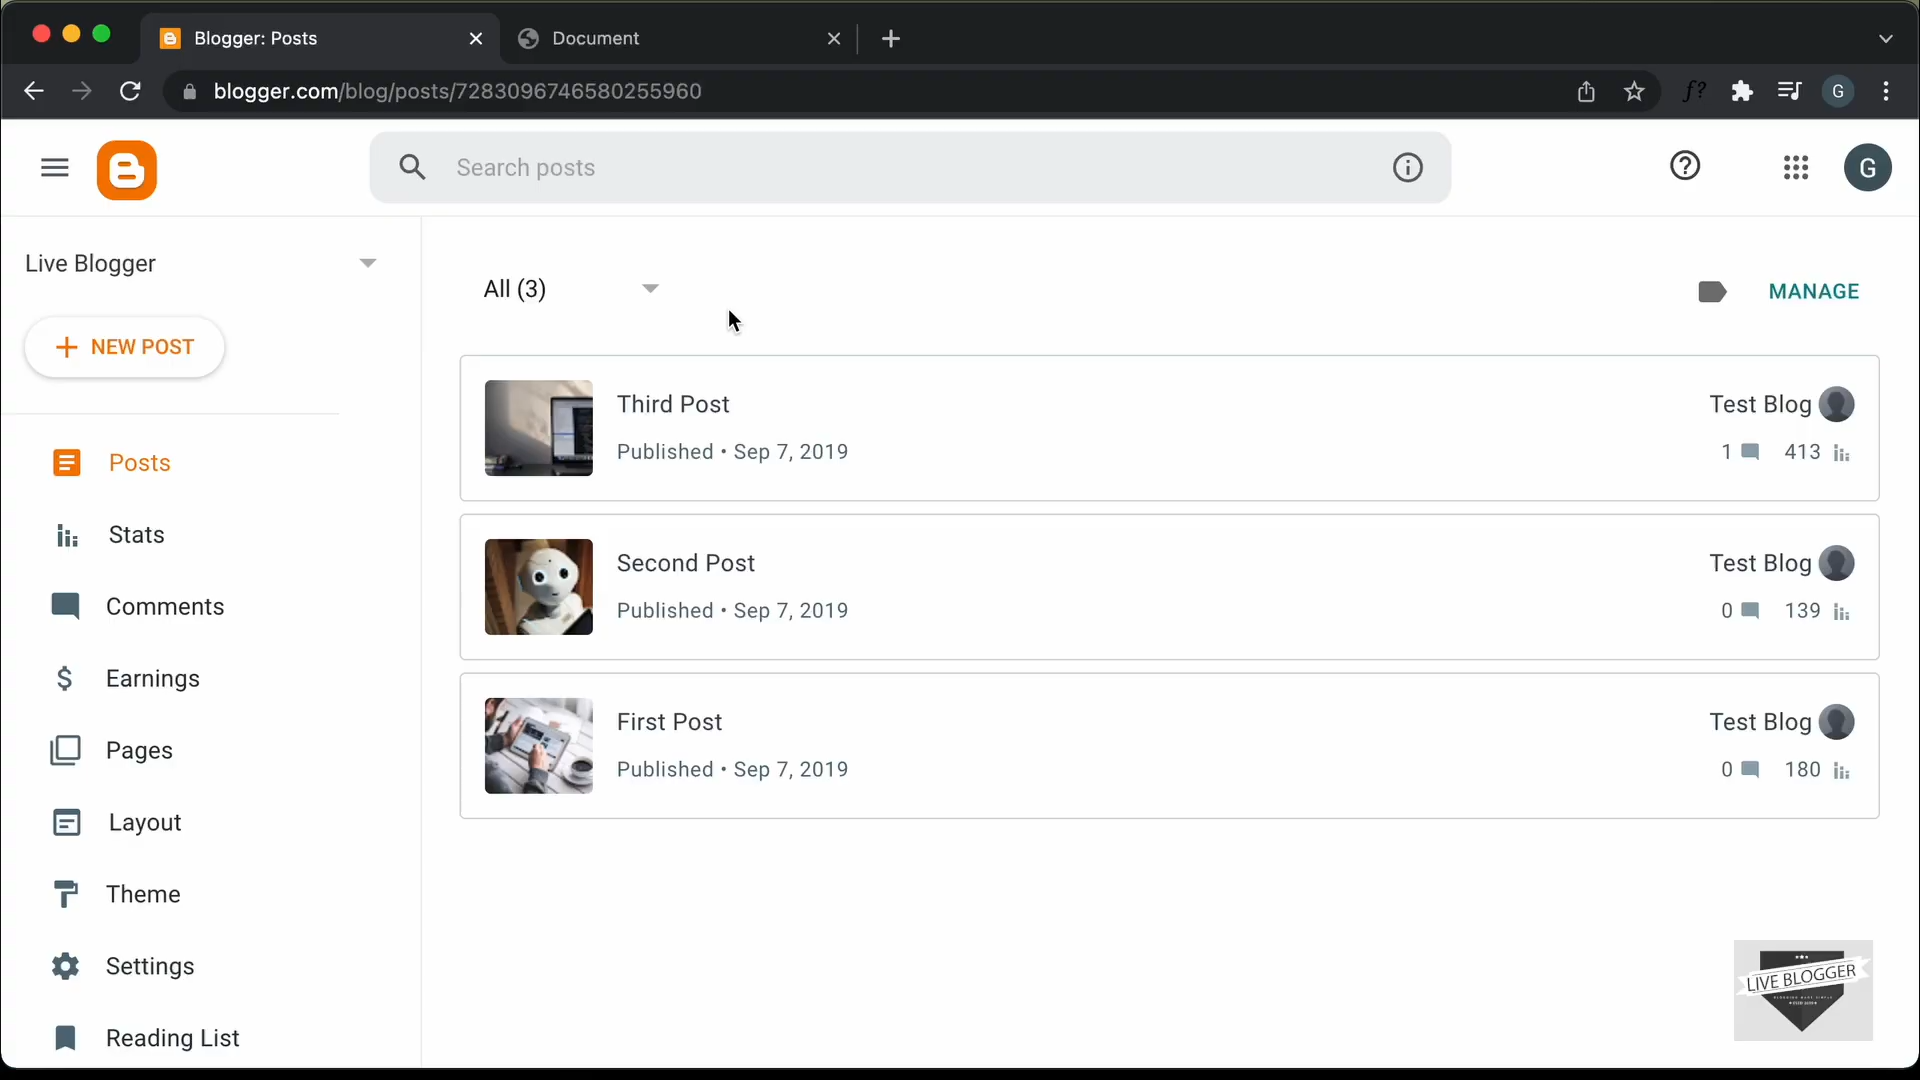 Blogger: Posts
Document
blogger.com/blog/posts/7283096746580255960
f?
G
Search posts
G
Live Blogger
All (3)
MANAGE
+ NEW POST
Third Post
Test Blog
Published • Sep 7, 2019
1
413
Posts
Stats
Second Post
Test Blog
Published • Sep 7, 2019
0
139
Comments
Earnings
First Post
Test Blog
Published • Sep 7, 2019
0
180
Pages
Layout
Theme
Settings
Reading List
LIVE BLOGGER